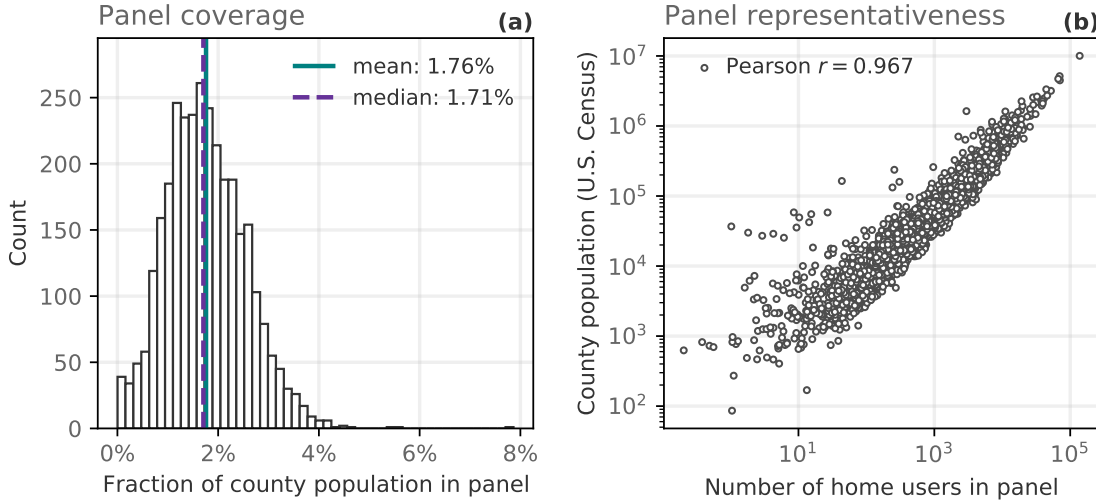 Panel coverage
(a)
mean: 1.76%
median: 1.71%
Count
250
200
150
100
50
0
0%
2%
4%
6%
8%
Fraction of county population in panel
Panel representativeness
(b)
Pearson r = 0.967
County population (U.S. Census)
10⁷
10⁶
10⁵
10⁴
10³
10²
10¹
10³
10⁵
Number of home users in panel